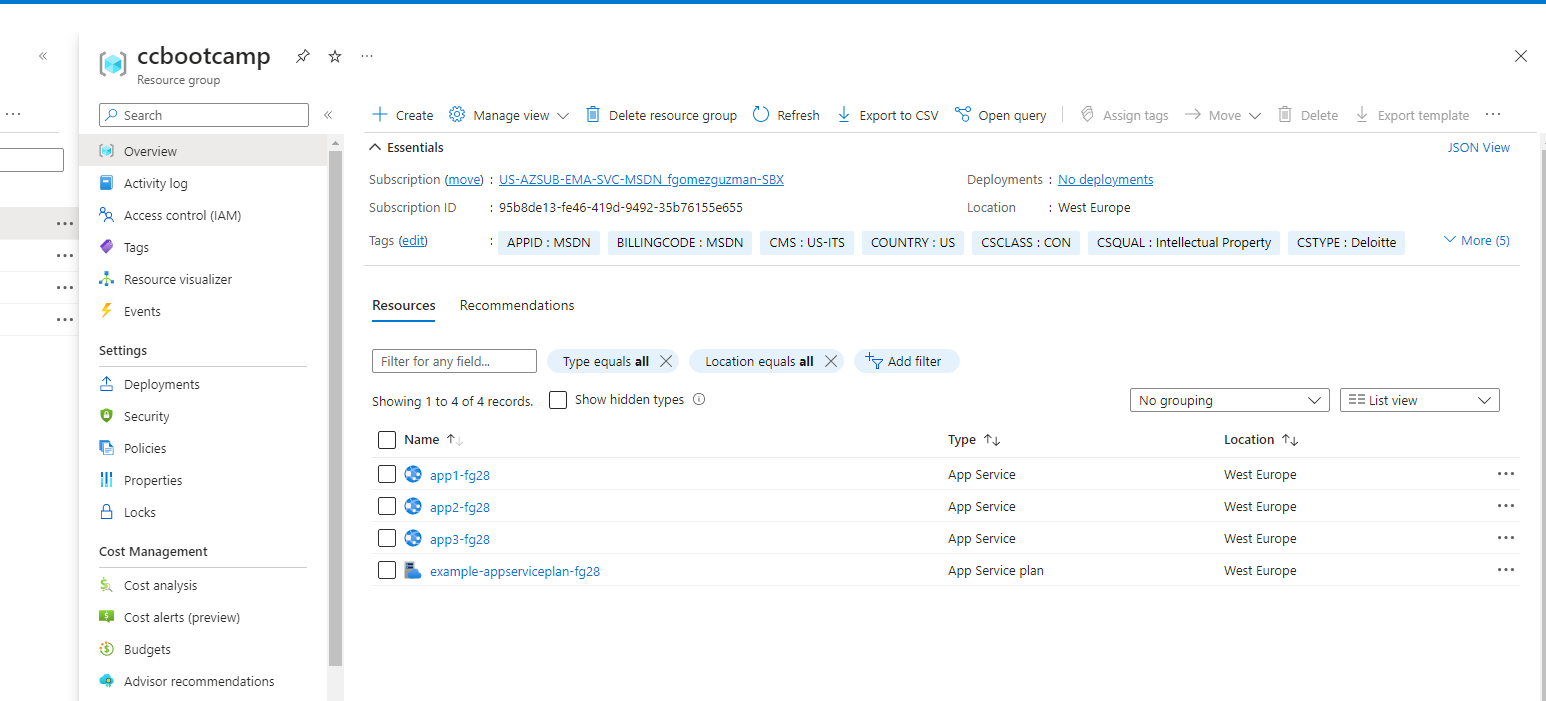 ccbootcamp
Resource group
Search
Create
Manage view
Delete resource group
Refresh
Export to CSV
Open query
Assign tags
Move
Delete
Export template
Overview
Activity log
Access control (IAM)
Tags
Resource visualizer
Events
Settings
Deployments
Security
Policies
Properties
Locks
Cost Management
Cost analysis
Cost alerts (preview)
Budgets
Advisor recommendations
Essentials
JSON View
Subscription (move) : US-AZSUB-EMA-SVC-MSDN_fgomezguzman-SBX
Deployments : No deployments
Subscription ID : 95b8de13-fe46-419d-9492-35b76155e655
Location : West Europe
Tags (edit) : APPID : MSDN BILLINGCODE : MSDN CMS : US-ITS COUNTRY : US CSCLASS : CON CSQUAL : Intellectual Property CSTYPE : Deloitte More (5)
Resources Recommendations
Filter for any field... Type equals all Location equals all Add filter
Showing 1 to 4 of 4 records. Show hidden types No grouping List view
Name Type Location
app1-fg28 App Service West Europe
app2-fg28 App Service West Europe
app3-fg28 App Service West Europe
example-appserviceplan-fg28 App Service plan West Europe